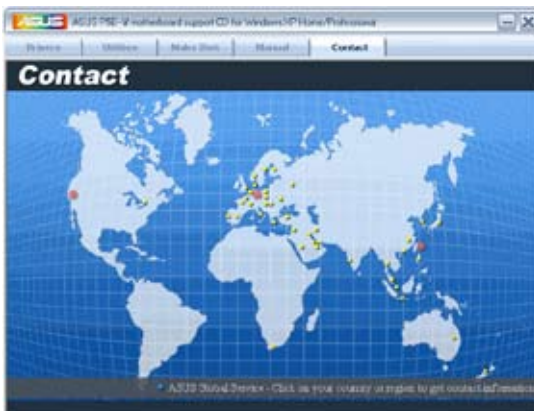 ASUS ASUS P5E-V motherboard support CD for Windows XP Home/Professional
Drivers Utilities Make Disk Manual Contact
Contact
ASUS Global Service - Click on your country or region to get contact information